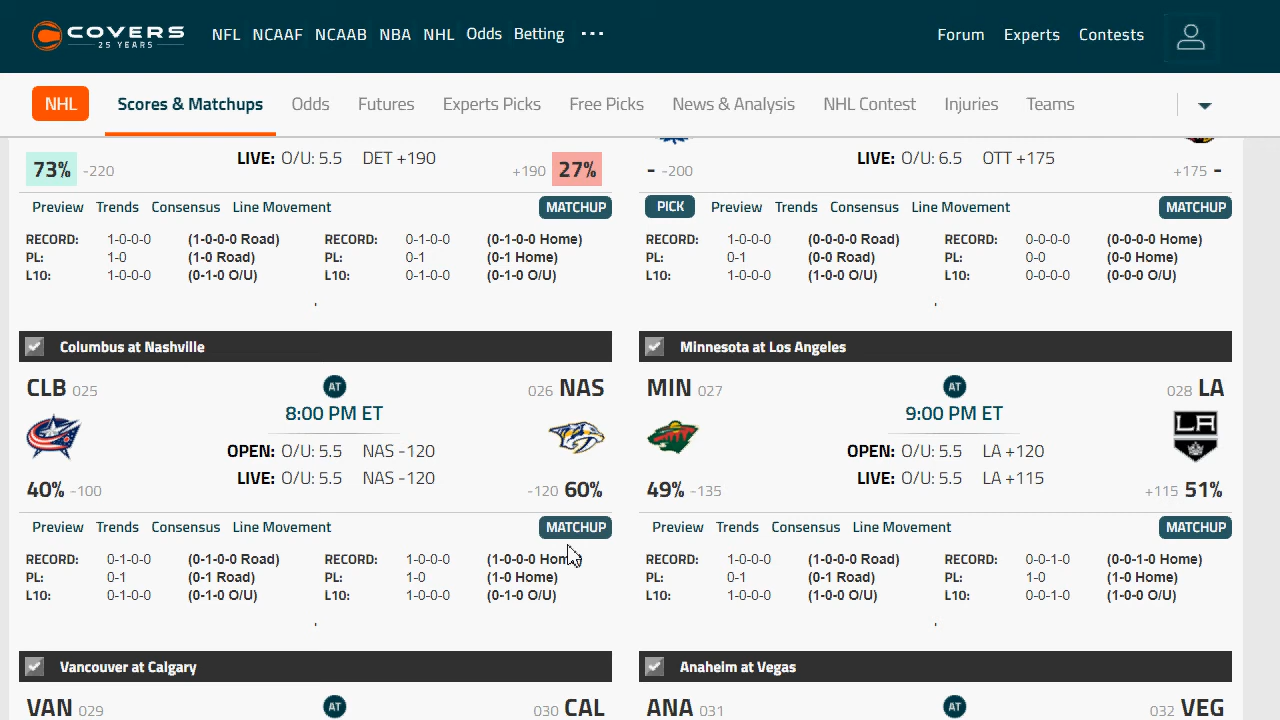 COVERS
25 YEARS
NFL NCAAF NCAAB NBA NHL Odds Betting ...
Forum Experts Contests
NHL Scores & Matchups Odds Futures Experts Picks Free Picks News & Analysis NHL Contest Injuries Teams
73% -220 LIVE: O/U: 5.5 DET +190 +190 27%
- -200 LIVE: O/U: 6.5 OTT +175 +175 -
Preview Trends Consensus Line Movement MATCHUP
PICK Preview Trends Consensus Line Movement MATCHUP
RECORD: 1-0-0-0 (1-0-0-0 Road) RECORD: 0-1-0-0 (0-1-0-0 Home)
PL: 1-0 (1-0 Road) PL: 0-1 (0-1 Home)
L10: 1-0-0-0 (0-1-0 O/U) L10: 0-1-0-0 (0-1-0 O/U)
RECORD: 1-0-0-0 (0-0-0-0 Road) RECORD: 0-0-0-0 (0-0-0-0 Home)
PL: 0-1 (0-0 Road) PL: 0-0 (0-0 Home)
L10: 1-0-0-0 (1-0-0 O/U) L10: 0-0-0-0 (0-0-0 O/U)
Columbus at Nashville
CLB 025 AT 026 NAS
8:00 PM ET
OPEN: O/U: 5.5 NAS -120
LIVE: O/U: 5.5 NAS -120
40% -100 -120 60%
Preview Trends Consensus Line Movement MATCHUP
RECORD: 0-1-0-0 (0-1-0-0 Road) RECORD: 1-0-0-0 (1-0-0-0 Home)
PL: 0-1 (0-1 Road) PL: 1-0 (1-0 Home)
L10: 0-1-0-0 (0-1-0 O/U) L10: 1-0-0-0 (0-1-0 O/U)
Minnesota at Los Angeles
MIN 027 AT 028 LA
9:00 PM ET
LA
OPEN: O/U: 5.5 LA +120
LIVE: O/U: 5.5 LA +115
49% -135 +115 51%
Preview Trends Consensus Line Movement MATCHUP
RECORD: 1-0-0-0 (1-0-0-0 Road) RECORD: 0-0-1-0 (0-0-1-0 Home)
PL: 0-1 (0-1 Road) PL: 1-0 (1-0 Home)
L10: 1-0-0-0 (1-0-0 O/U) L10: 0-0-1-0 (1-0-0 O/U)
Vancouver at Calgary
VAN 029 AT 030 CAL
Anaheim at Vegas
ANA 031 AT 032 VEG